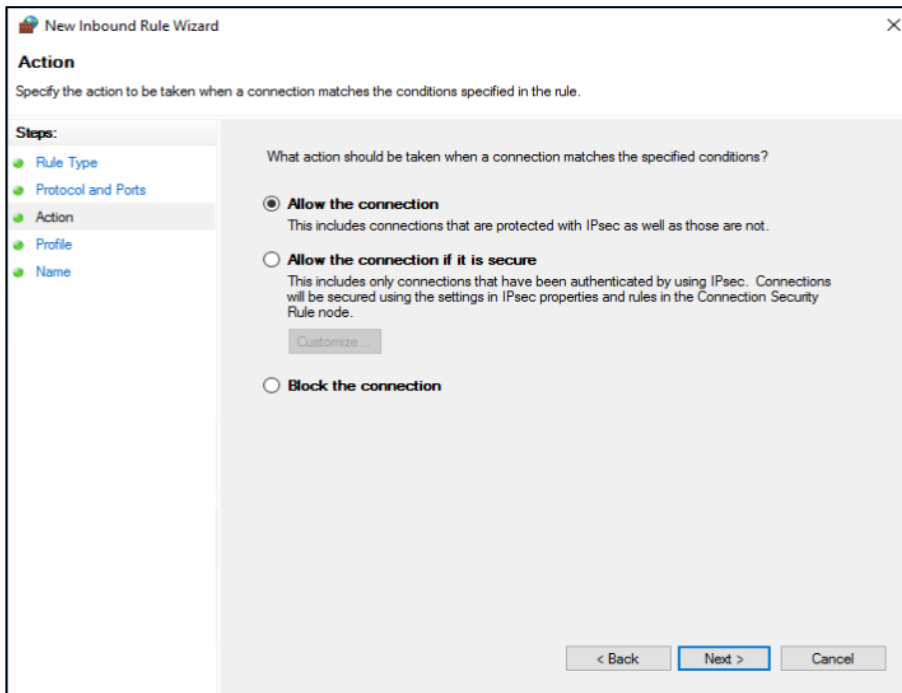 New Inbound Rule Wizard
Action
Specify the action to be taken when a connection matches the conditions specified in the rule.
Steps:
Rule Type
Protocol and Ports
Action
Profile
Name
What action should be taken when a connection matches the specified conditions?
Allow the connection
This includes connections that are protected with IPsec as well as those are not.
Allow the connection if it is secure
This includes only connections that have been authenticated by using IPsec. Connections
will be secured using the settings in IPsec properties and rules in the Connection Security
Rule node.
Customize...
Block the connection
< Back
Next >
Cancel